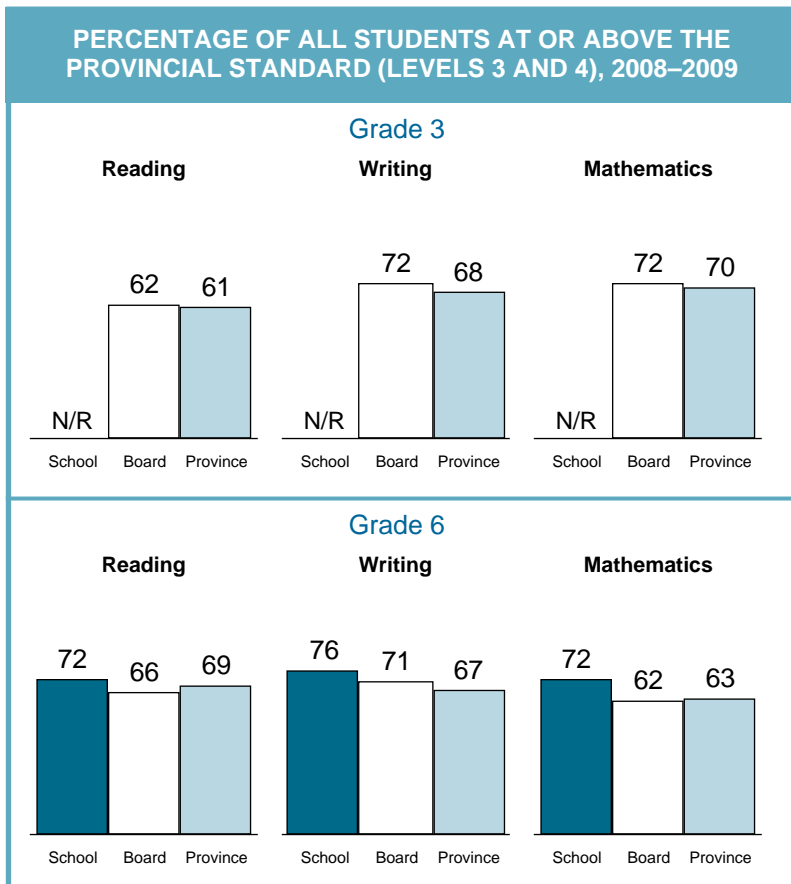 PERCENTAGE OF ALL STUDENTS AT OR ABOVE THE
PROVINCIAL STANDARD (LEVELS 3 AND 4), 2008–2009
Grade 3
Reading Writing Mathematics
62 61 72 68 72 70
N/R N/R N/R
School Board Province School Board Province School Board Province
Grade 6
Reading Writing Mathematics
72 66 69 76 71 67 72 62 63
School Board Province School Board Province School Board Province